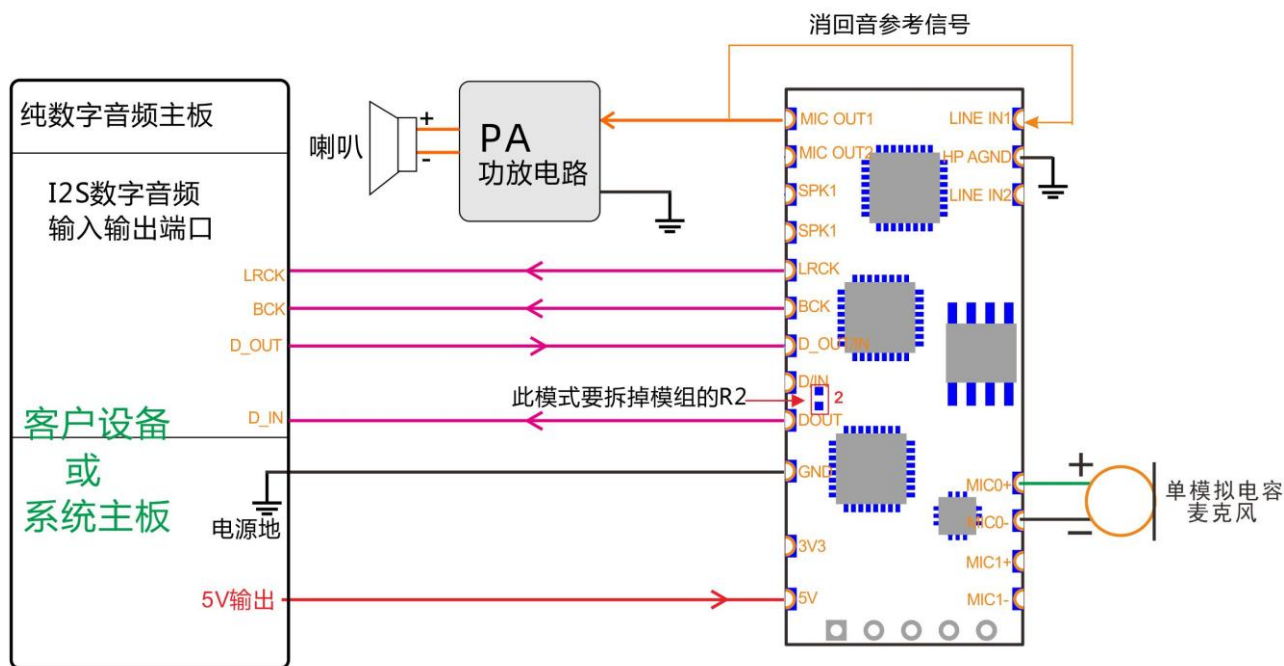 消回音参考信号
纯数字音频主板
I2S数字音频
输入输出端口
LRCK
BCK
D_OUT
D_IN
客户设备
或
系统主板
电源地
5V输出
喇叭
+
-
PA
功放电路
此模式要拆掉模组的R2
2
MIC OUT1
MIC OUT2
SPK1
SPK1
LRCK
BCK
D/IN
DOUT
GND
3V3
5V
LINE IN1
HP AGND
LINE IN2
MIC0+
MIC0-
MIC1+
MIC1-
+
−
单模拟电容
麦克风